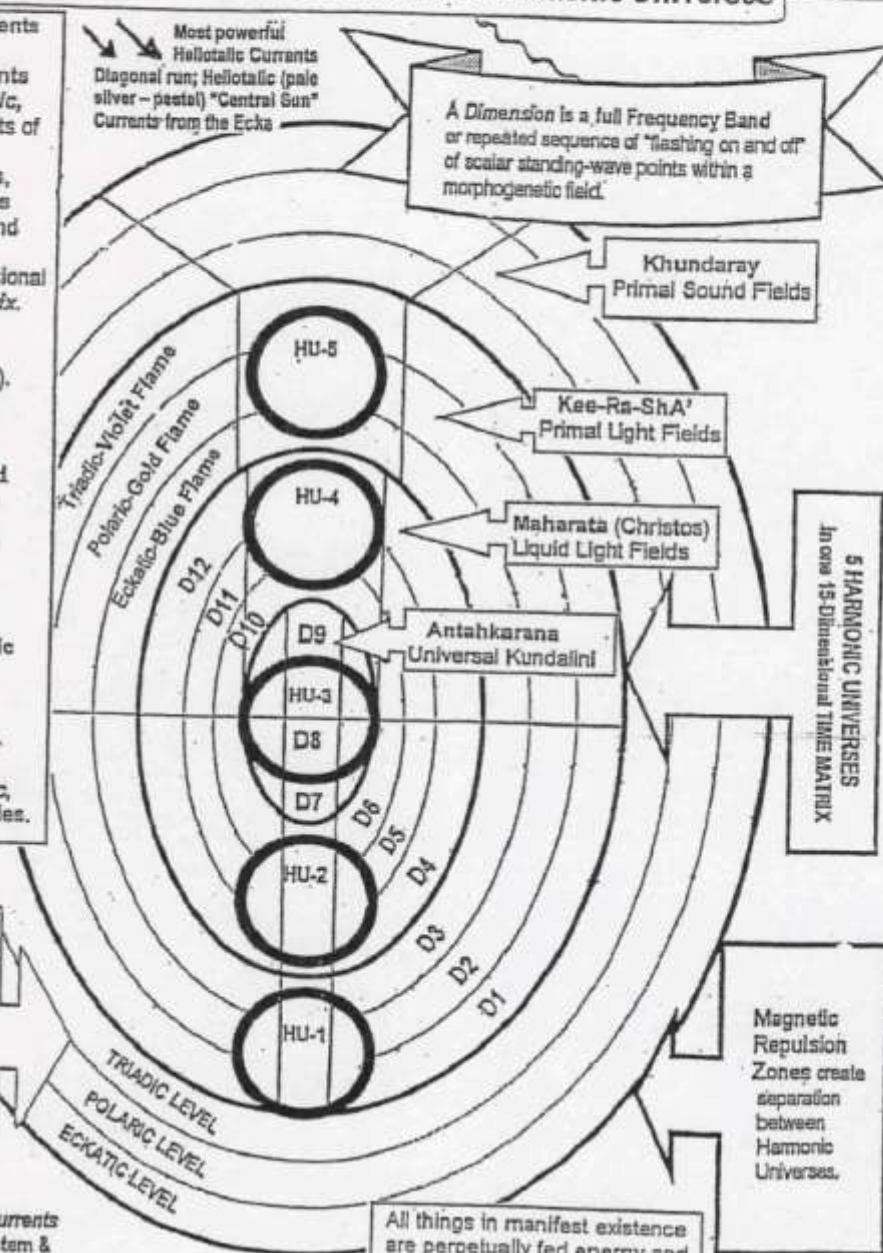 Most powerful
Heliotalic Currents
Diagonal run; Heliotalic (pale
silver – pastel) "Central Sun"
Currents from the Ecka
A Dimension is a full Frequency Band
or repeated sequence of "flashing on and off"
of scalar standing-wave points within a
morphogenetic field.
Khundaray
Primal Sound Fields
HU-5
Triadic-Violet Flame
Polaric-Gold Flame
Eckatic-Blue Flame
Kee-Ra-ShA'
Primal Light Fields
HU-4
Maharata (Christos)
Liquid Light Fields
D12
D11
D10
D9
Antahkarana
Universal Kundalini
HU-3
D8
D7
D6
D5
D4
D3
D2
D1
HU-2
HU-1
5 HARMONIC UNIVERSES
In one 15-Dimensional TIME MATRIX
TRIADIC LEVEL
POLARIC LEVEL
ECKATIC LEVEL
Magnetic
Repulsion
Zones create
separation
between
Harmonic
Universes.
All things in manifest existence
are perpetually fed energy and